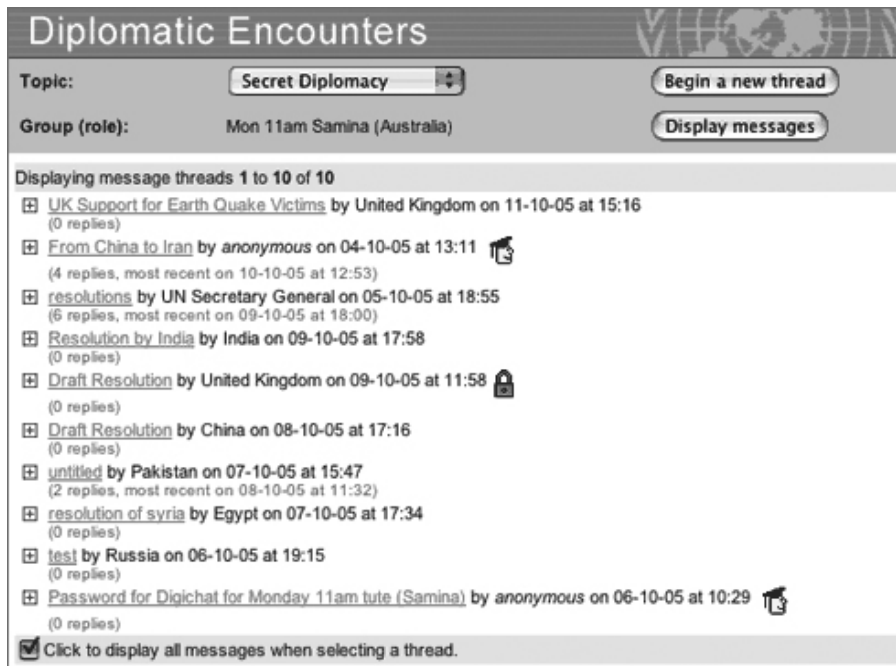 Diplomatic Encounters
Topic: Secret Diplomacy Begin a new thread
Group (role): Mon 11am Samina (Australia) Display messages
Displaying message threads 1 to 10 of 10
UK Support for Earth Quake Victims by United Kingdom on 11-10-05 at 15:16
(0 replies)
From China to Iran by anonymous on 04-10-05 at 13:11
(4 replies, most recent on 10-10-05 at 12:53)
resolutions by UN Secretary General on 05-10-05 at 18:55
(6 replies, most recent on 09-10-05 at 18:00)
Resolution by India by India on 09-10-05 at 17:58
(0 replies)
Draft Resolution by United Kingdom on 09-10-05 at 11:58
(0 replies)
Draft Resolution by China on 08-10-05 at 17:16
(0 replies)
untitled by Pakistan on 07-10-05 at 15:47
(2 replies, most recent on 08-10-05 at 11:32)
resolution of syria by Egypt on 07-10-05 at 17:34
(0 replies)
test by Russia on 06-10-05 at 19:15
(0 replies)
Password for Digichat for Monday 11am tute (Samina) by anonymous on 06-10-05 at 10:29
(0 replies)
Click to display all messages when selecting a thread.